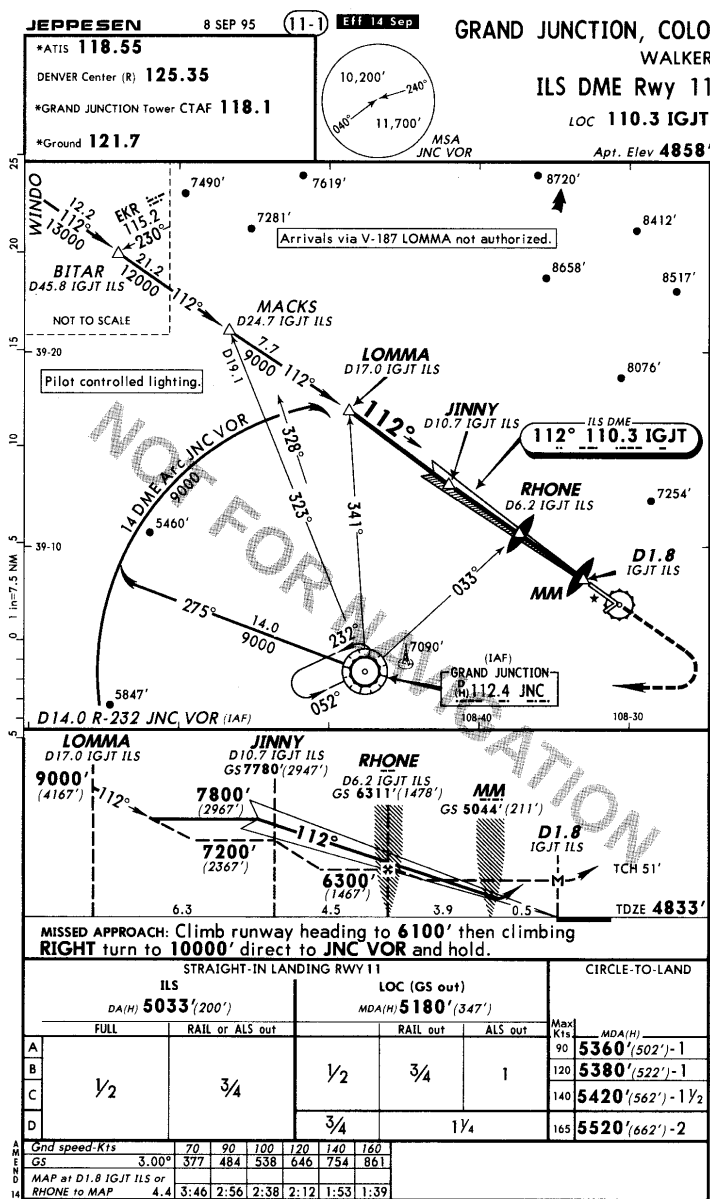 JEPPESEN 8 SEP 95 11-1 Eff 14 Sep GRAND JUNCTION, COLO
WALKER
ILS DME Rwy 11
LOC 110.3 IGJT
Apt. Elev 4858'
*ATIS 118.55
DENVER Center (R) 125.35
*GRAND JUNCTION Tower CTAF 118.1
*Ground 121.7
10,200'
240°
040°
11,700'
MSA
JNC VOR
25
20
15
10
5
0
5
1 in=7.5 NM
WINDO
12.2
112°
13000
EKR
115.2
230°
7490'
7619'
8720'
7281'
8412'
Arrivals via V-187 LOMMA not authorized.
BITAR
D45.8 IGJT ILS
21.2
12000
112°
8658'
8517'
NOT TO SCALE
MACKS
D24.7 IGJT ILS
39-20
D19.1
7.7
9000
112°
LOMMA
D17.0 IGJT ILS
8076'
Pilot controlled lighting.
112°
JINNY
D10.7 IGJT ILS
ILS DME
112° 110.3 IGJT
14 DME Arc JNC VOR
9000
328°
323°
341°
RHONE
D6.2 IGJT ILS
7254'
5460'
39-10
D1.8
IGJT ILS
MM
033°
275°
14.0
9000
232°
052°
7090'
(IAF)
GRAND JUNCTION
D
(H) 112.4 JNC
5847'
D14.0 R-232 JNC VOR (IAF)
108-40
108-30
NOT FOR NAVIGATION
LOMMA
D17.0 IGJT ILS
JINNY
D10.7 IGJT ILS
GS 7780'(2947')
RHONE
D6.2 IGJT ILS
GS 6311'(1478')
MM
GS 5044'(211')
D1.8
IGJT ILS
9000'
(4167')
112°
7800'
(2967')
112°
7200'
(2367')
6300'
(1467')
M
TCH 51'
6.3 4.5 3.9 0.5
TDZE 4833'
MISSED APPROACH: Climb runway heading to 6100' then climbing
RIGHT turn to 10000' direct to JNC VOR and hold.
STRAIGHT-IN LANDING RWY 11 CIRCLE-TO-LAND
ILS LOC (GS out)
DA(H) 5033'(200') MDA(H) 5180'(347')
FULL RAIL or ALS out RAIL out ALS out Max Kts. MDA(H)
A 90 5360'(502')-1
B 1/2 3/4 1/2 3/4 1 120 5380'(522')-1
C 140 5420'(562')-1 1/2
D 3/4 1 1/4 165 5520'(662')-2
Gnd speed-Kts 70 90 100 120 140 160
GS 3.00° 377 484 538 646 754 861
MAP at D1.8 IGJT ILS or
RHONE to MAP 4.4 3:46 2:56 2:38 2:12 1:53 1:39
AMEND 14